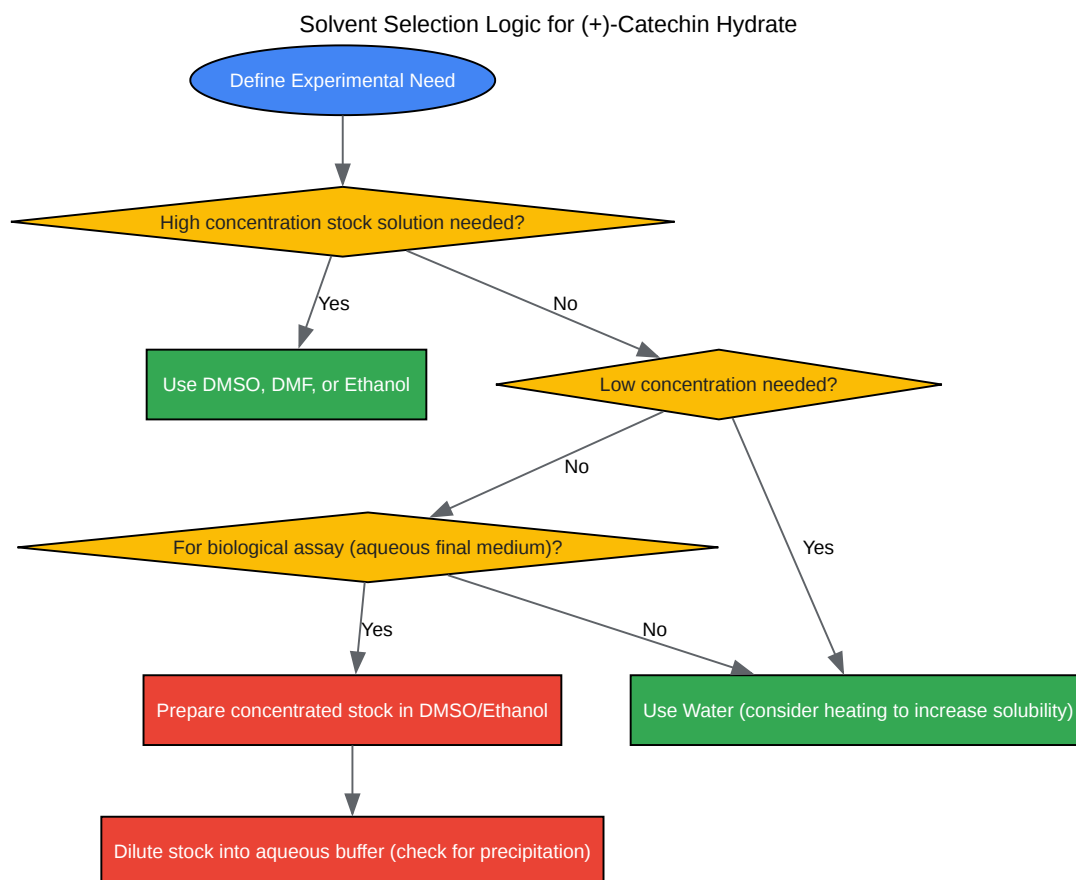 Solvent Selection Logic for (+)-Catechin Hydrate
Define Experimental Need
High concentration stock solution needed?
Yes
No
Use DMSO, DMF, or Ethanol
Low concentration needed?
No
Yes
For biological assay (aqueous final medium)?
Yes
No
Prepare concentrated stock in DMSO/Ethanol
Use Water (consider heating to increase solubility)
Dilute stock into aqueous buffer (check for precipitation)